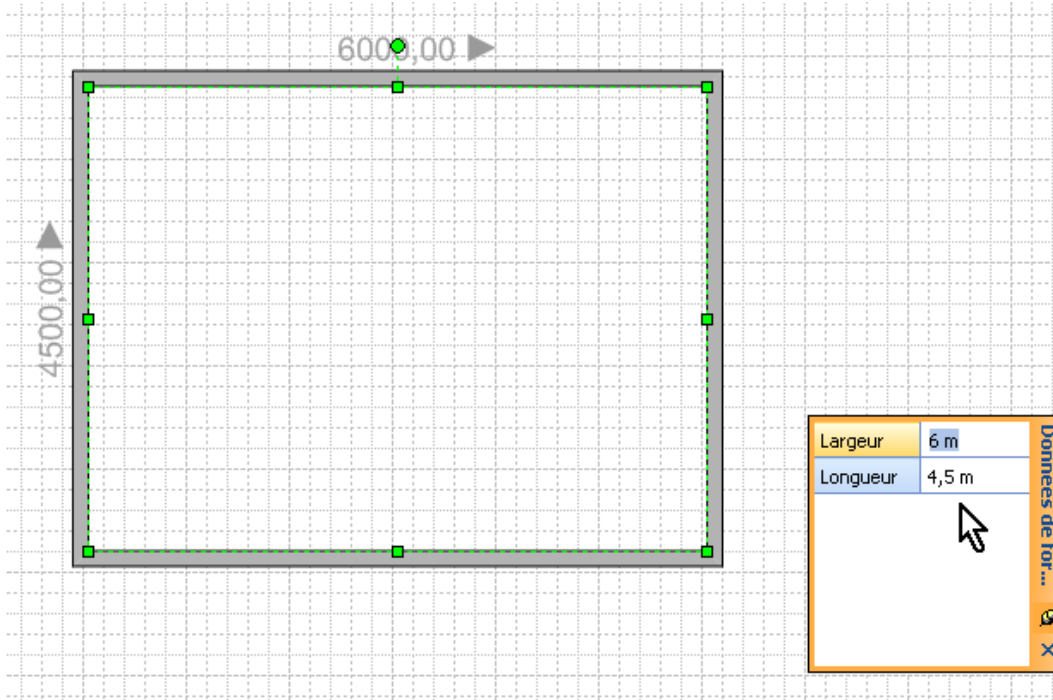 6000,00
4500,00
Largeur 6 m
Longueur 4,5 m
Données de for...